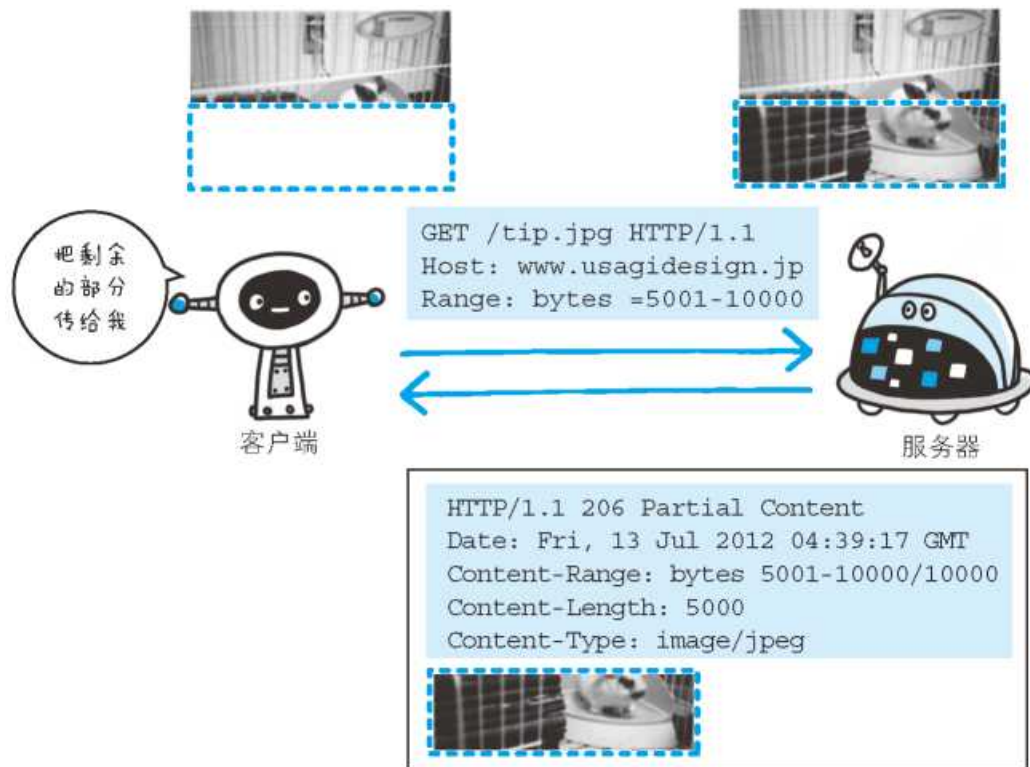 GET /tip.jpg HTTP/1.1
Host: www.usagidesign.jp
Range: bytes =5001-10000
把剩余
的部分
传给我
客户端
服务器
HTTP/1.1 206 Partial Content
Date: Fri, 13 Jul 2012 04:39:17 GMT
Content-Range: bytes 5001-10000/10000
Content-Length: 5000
Content-Type: image/jpeg